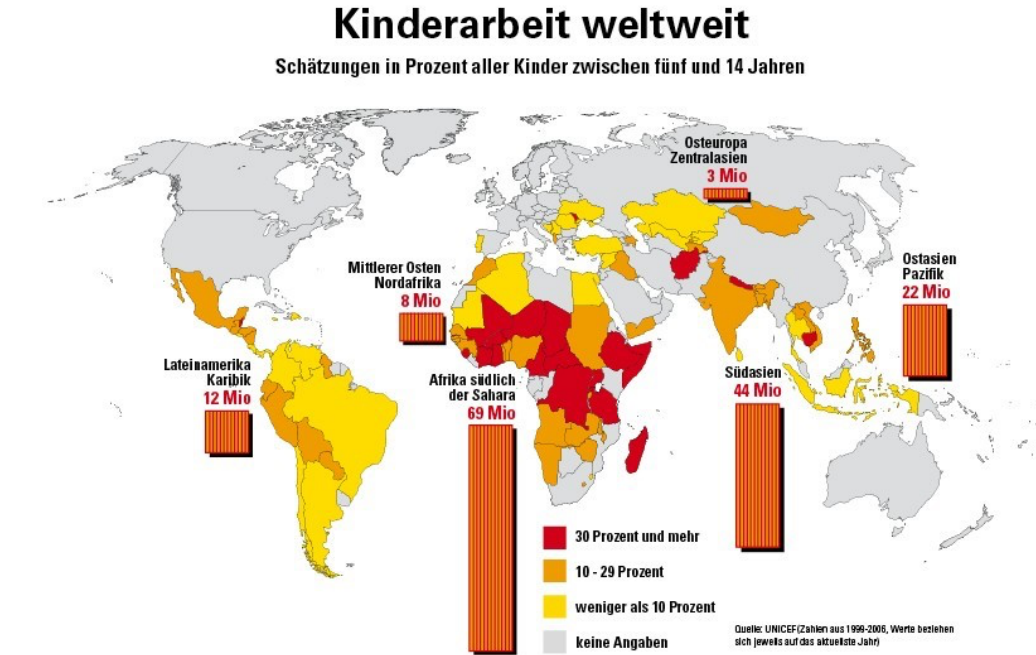 Kinderarbeit weltweit
Schätzungen in Prozent aller Kinder zwischen fünf und 14 Jahren
Osteuropa
Zentralasien
3 Mio
Mittlerer Osten
Nordafrika
8 Mio
Ostasien
Pazifik
22 Mio
Lateinamerika
Karibik
12 Mio
Afrika südlich
der Sahara
69 Mio
Südasien
44 Mio
30 Prozent und mehr
10 - 29 Prozent
weniger als 10 Prozent
keine Angaben
Quelle: UNICEF(Zahlen aus 1999-2006, Werte beziehen
sich jeweils auf das aktuellste Jahr)